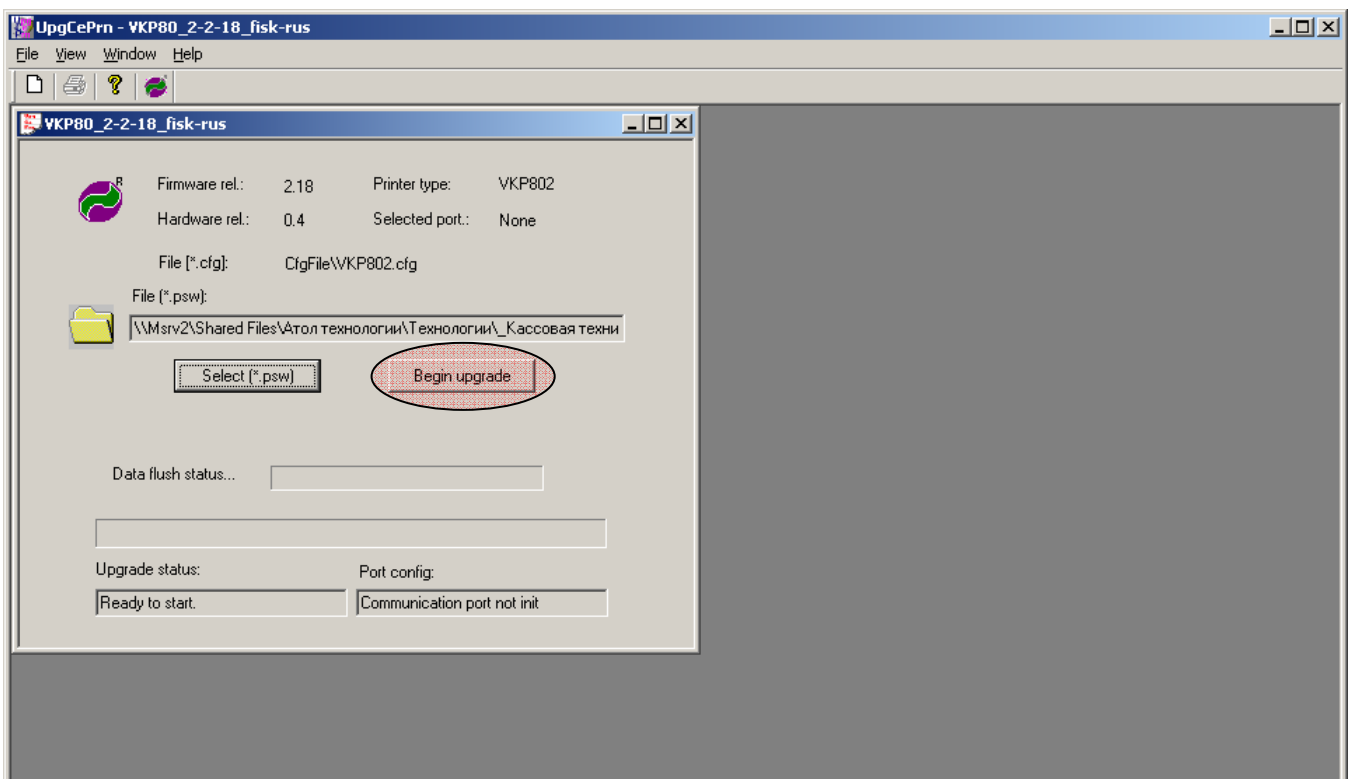 UpgCePrn - VKP80_2-2-18_fisk-rus
File View Window Help
VKP80_2-2-18_fisk-rus
R
Firmware rel.: 2.18 Printer type: VKP802
Hardware rel.: 0.4 Selected port.: None
File [*.cfg]: CfgFile\VKP802.cfg
File (*.psw):
\\Msrv2\Shared Files\Атол технологии\Технологии\_Кассовая техни
Select (*.psw) Begin upgrade
Data flush status...
Upgrade status: Port config:
Ready to start. Communication port not init